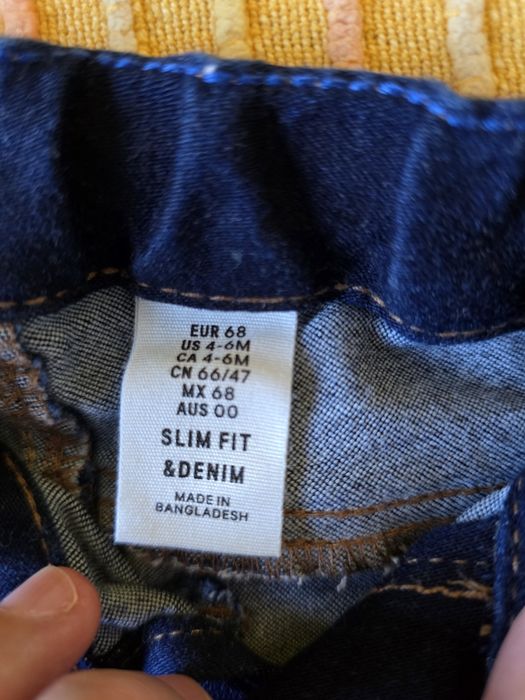 EUR 68
US 4-6M
CA 4-6M
CN 66/47
MX 68
AUS 00
SLIM FIT
&DENIM
MADE IN
BANGLADESH